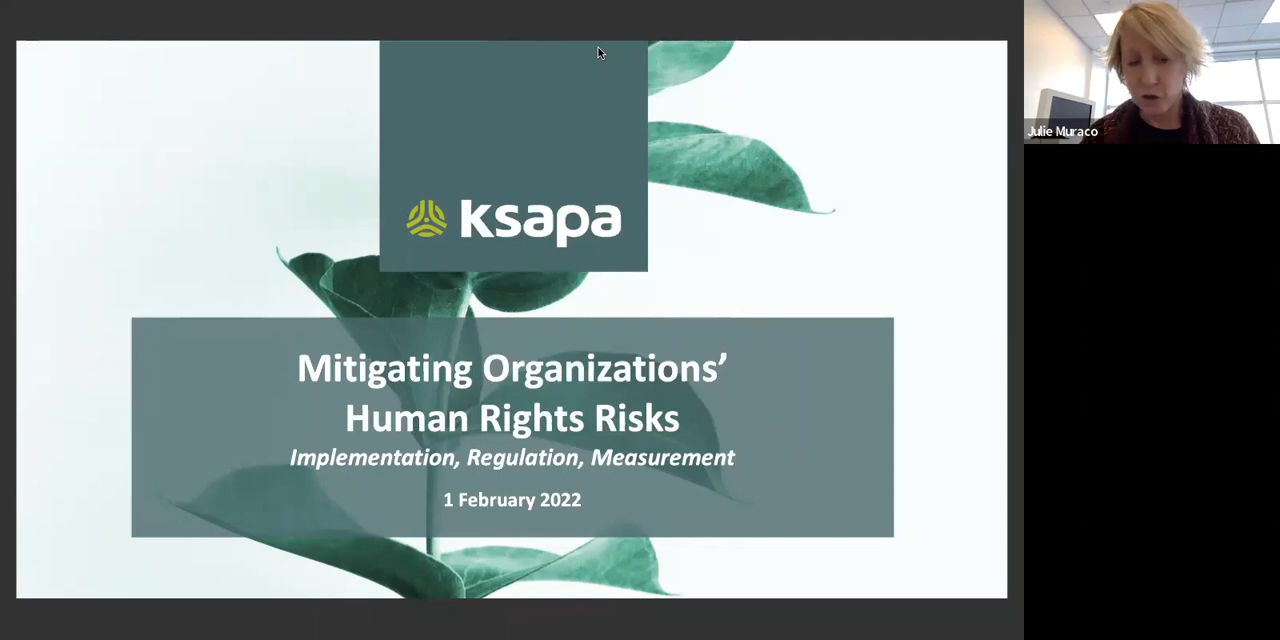 ksapa
Mitigating Organizations’
Human Rights Risks
Implementation, Regulation, Measurement
1 February 2022
Julie Muraco